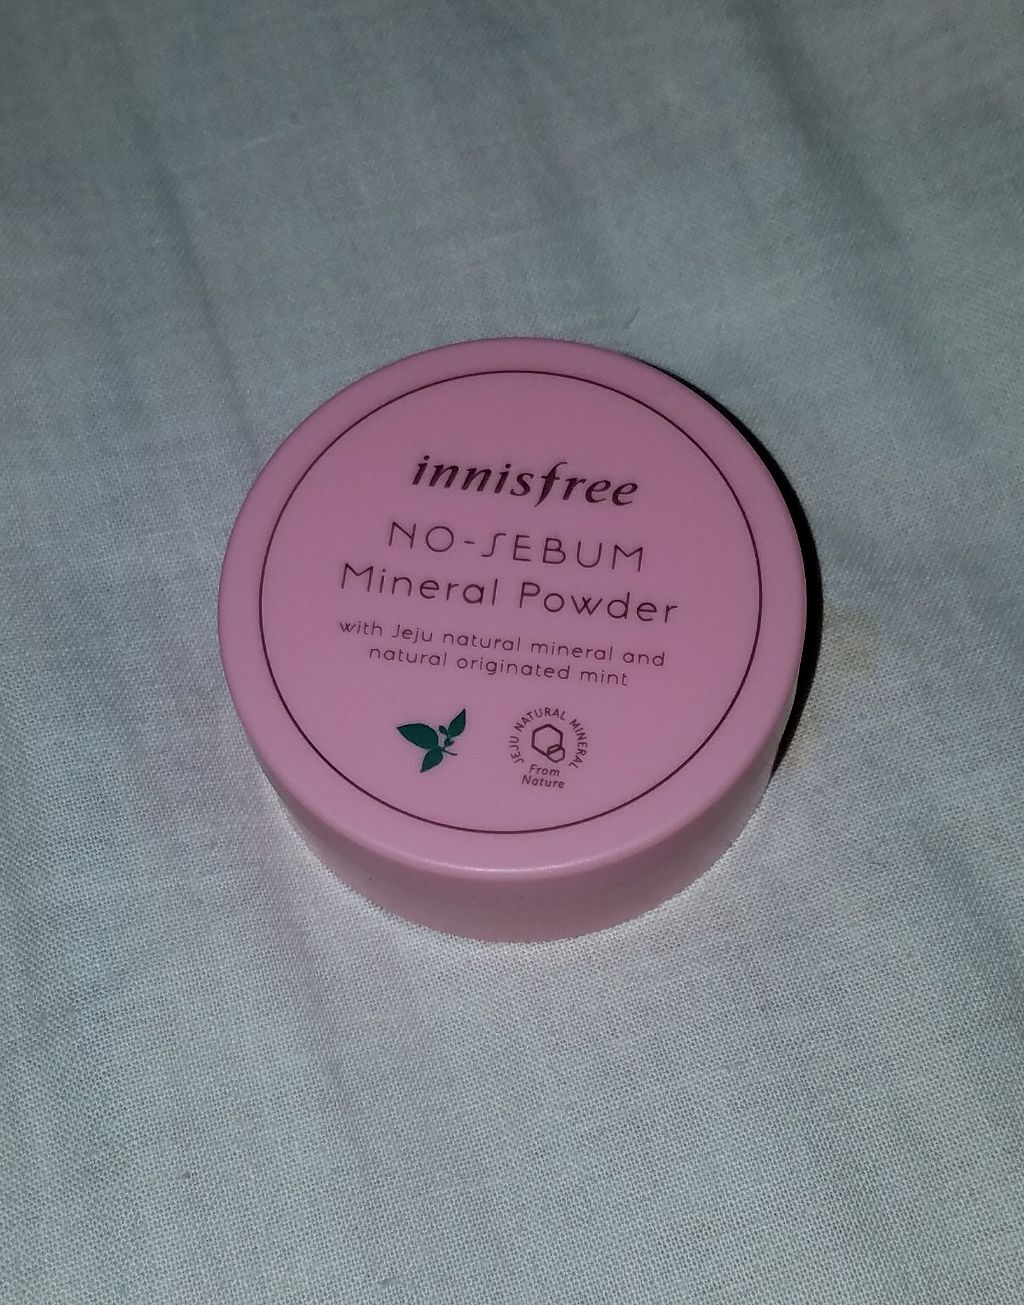 innisfree
NO-SEBUM
Mineral Powder
with Jeju natural mineral and
natural originated mint
JEJU NATURAL MINERAL
From
Nature